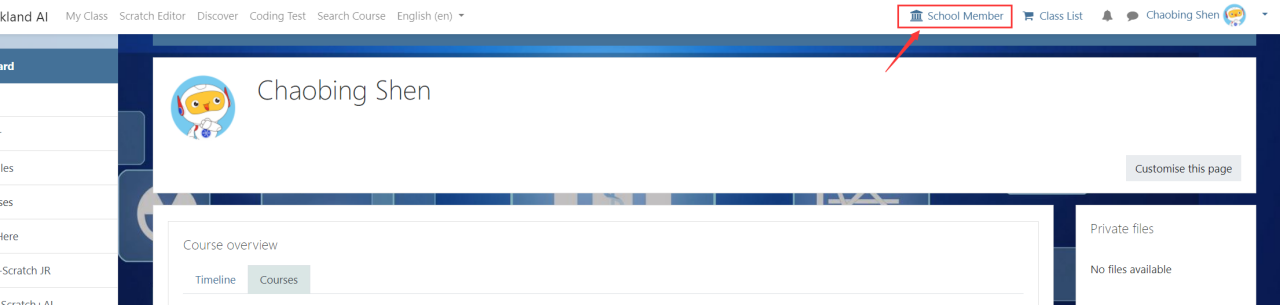 kland AI My Class Scratch Editor Discover Coding Test Search Course English (en) School Member Class List Chaobing Shen
ard
Chaobing Shen
les
Customise this page
ses
Here
Private files
Course overview
-Scratch JR
No files available
Timeline Courses
Scratch+AI